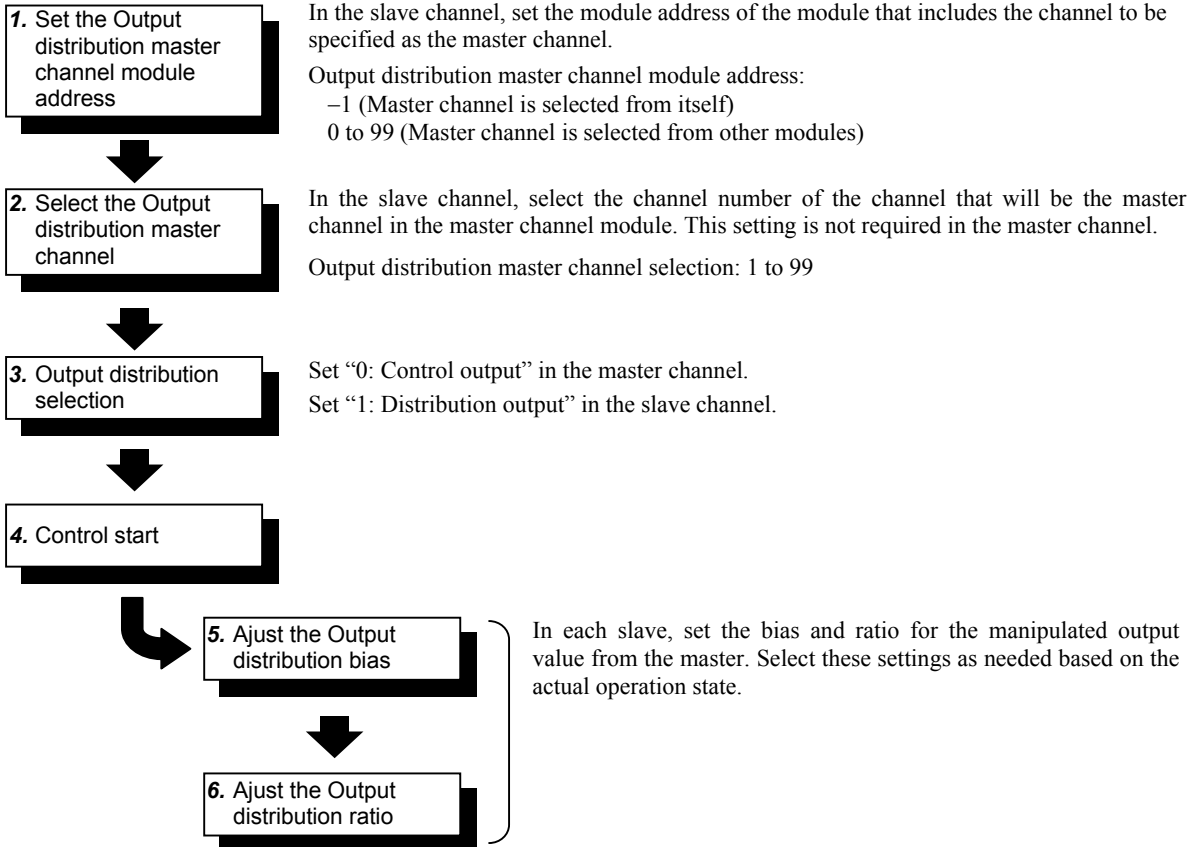 1. Set the Output
distribution master
channel module
address
In the slave channel, set the module address of the module that includes the channel to be
specified as the master channel.
Output distribution master channel module address:
−1 (Master channel is selected from itself)
0 to 99 (Master channel is selected from other modules)
2. Select the Output
distribution master
channel
In the slave channel, select the channel number of the channel that will be the master
channel in the master channel module. This setting is not required in the master channel.
Output distribution master channel selection: 1 to 99
3. Output distribution
selection
Set “0: Control output” in the master channel.
Set “1: Distribution output” in the slave channel.
4. Control start
5. Ajust the Output
distribution bias
In each slave, set the bias and ratio for the manipulated output
value from the master. Select these settings as needed based on the
actual operation state.
6. Ajust the Output
distribution ratio